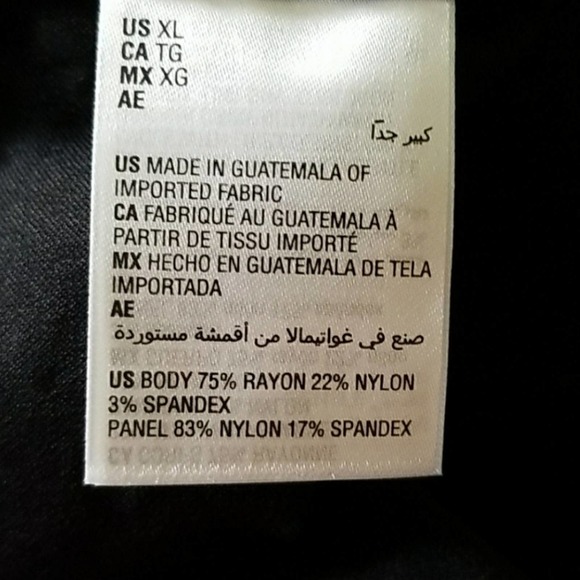 US XL
CA TG
MX XG
AE
كبير جدًا
US MADE IN GUATEMALA OF
IMPORTED FABRIC
CA FABRIQUÉ AU GUATEMALA À
PARTIR DE TISSU IMPORTÉ
MX HECHO EN GUATEMALA DE TELA
IMPORTADA
AE
صنع في غواتيمالا من أقمشة مستوردة
US BODY 75% RAYON 22% NYLON
3% SPANDEX
PANEL 83% NYLON 17% SPANDEX